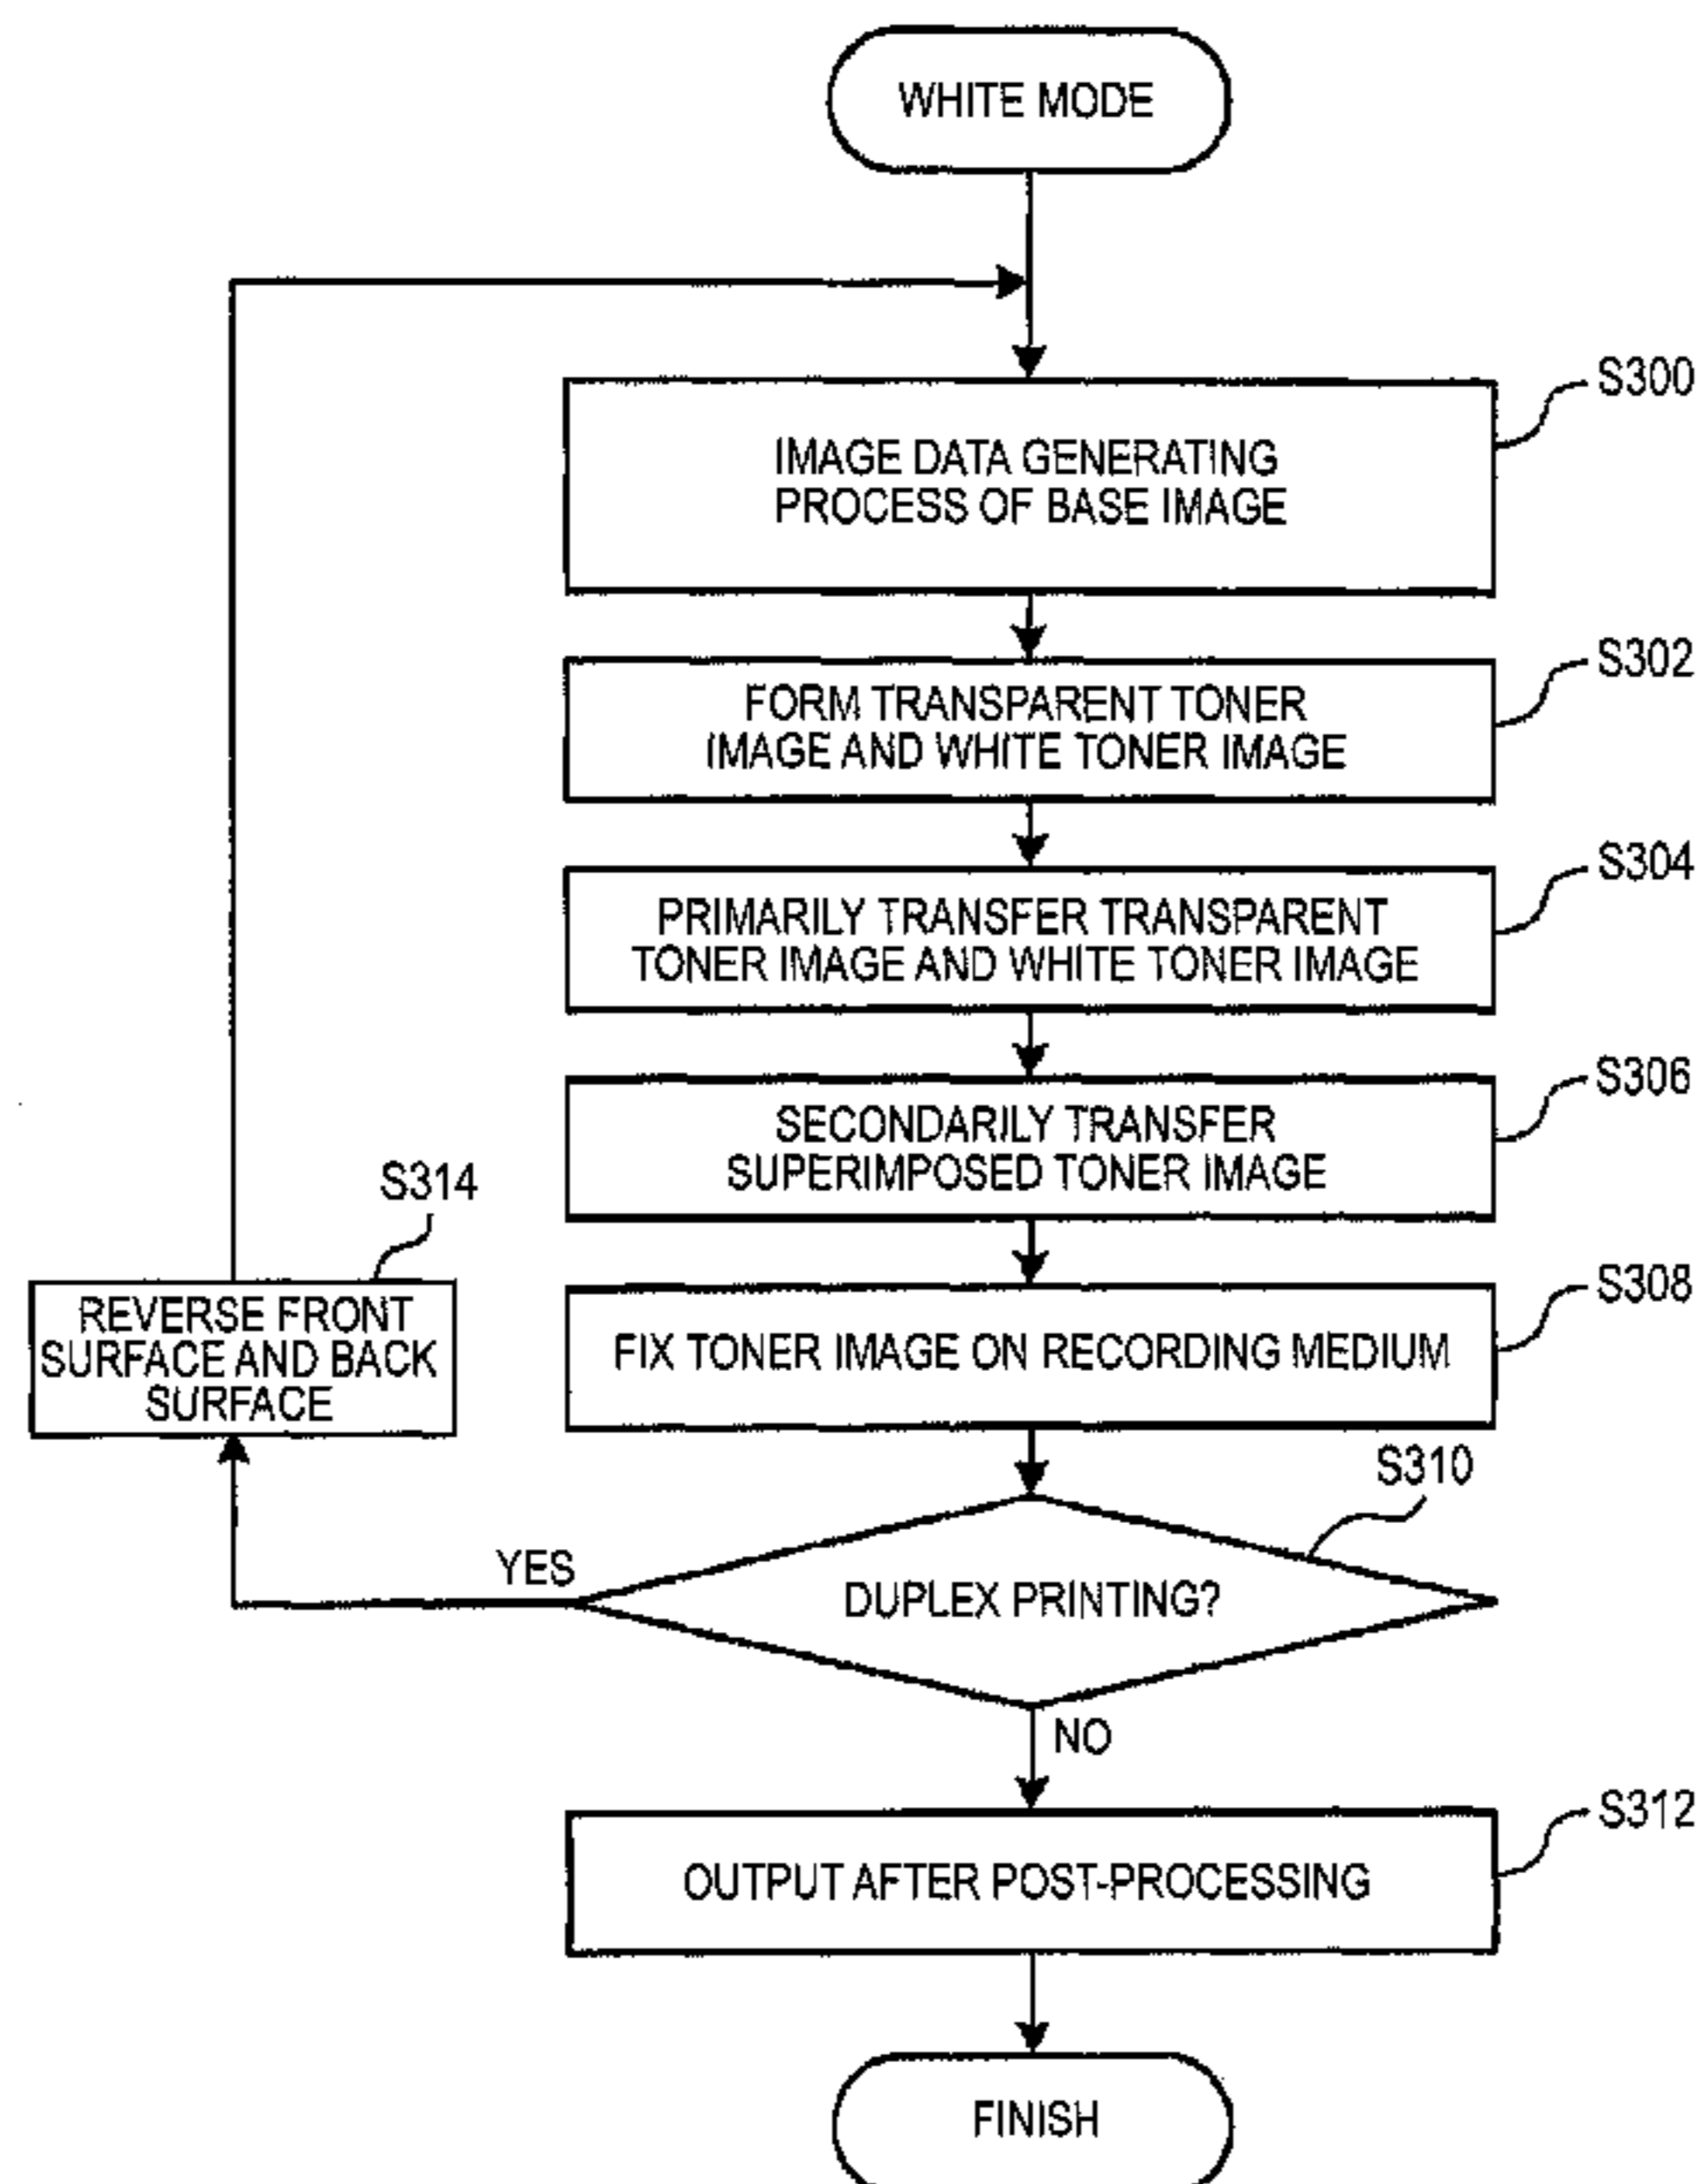 WHITE MODE
S300
IMAGE DATA GENERATING
PROCESS OF BASE IMAGE
S302
FORM TRANSPARENT TONER
IMAGE AND WHITE TONER IMAGE
S304
PRIMARILY TRANSFER TRANSPARENT
TONER IMAGE AND WHITE TONER IMAGE
S306
SECONDARILY TRANSFER
SUPERIMPOSED TONER IMAGE
S314
REVERSE FRONT
SURFACE AND BACK
SURFACE
S308
FIX TONER IMAGE ON RECORDING MEDIUM
S310
YES
DUPLEX PRINTING?
NO
S312
OUTPUT AFTER POST-PROCESSING
FINISH